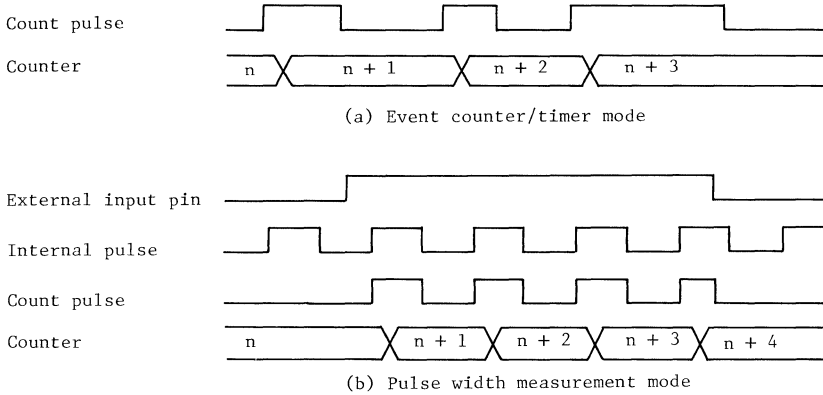 Count pulse
Counter n n + 1 n + 2 n + 3
(a) Event counter/timer mode
External input pin
Internal pulse
Count pulse
Counter n n + 1 n + 2 n + 3 n + 4
(b) Pulse width measurement mode